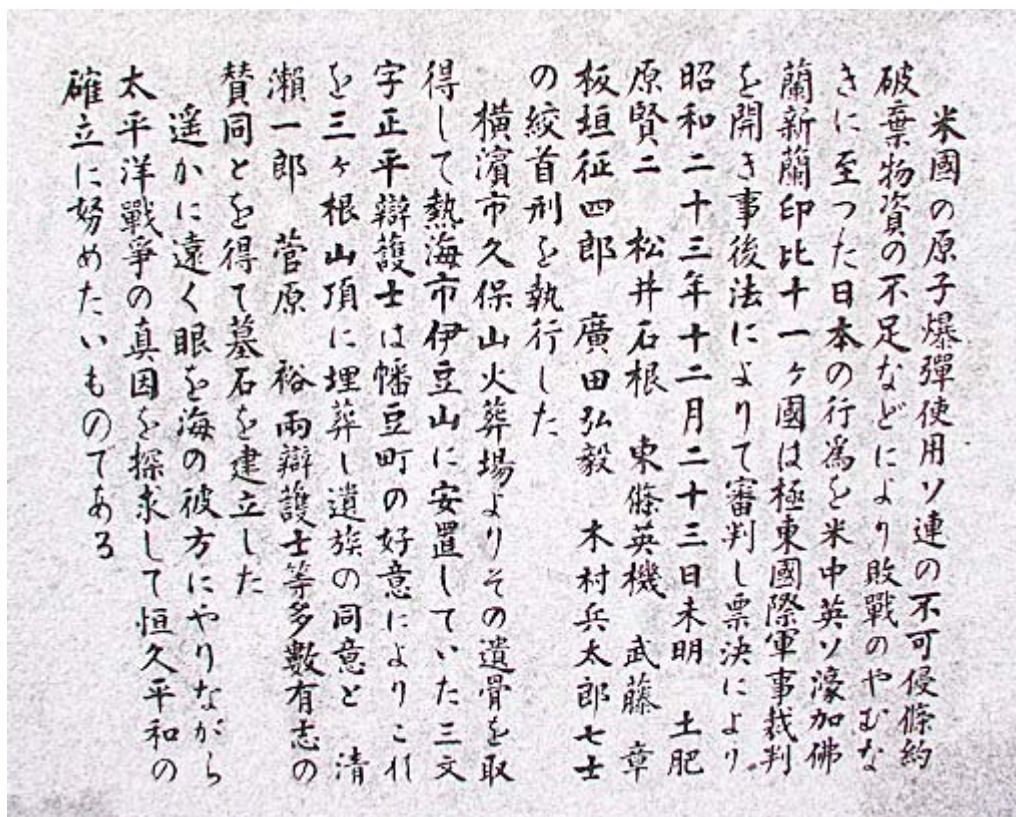 米國の原子爆彈使用ソ連の不可侵條約
破棄物資の不足などにより敗戰のやむな
きに至つた日本の行爲を米中英ソ濠加佛
蘭新蘭印比十一ヶ國は極東國際軍事裁判
を開き事後法によりて審判し票決により
昭和二十三年十二月二十三日未明　土肥
原賢二　松井石根　東條英機　武藤　章
板垣征四郎　廣田弘毅　木村兵太郎七士
の絞首刑を執行した
横濱市久保山火葬場よりその遺骨を取
得して熱海市伊豆山に安置していた三文
字正平辯護士は幡豆町の好意によりこれ
を三ヶ根山頂に埋葬し遺族の同意と　清
瀨一郎　菅原　裕兩辯護士等多數有志の
賛同とを得て墓石を建立した
遥かに遠く眼を海の彼方にやりながら
太平洋戰爭の真因を探求して恒久平和の
確立に努めたいものである